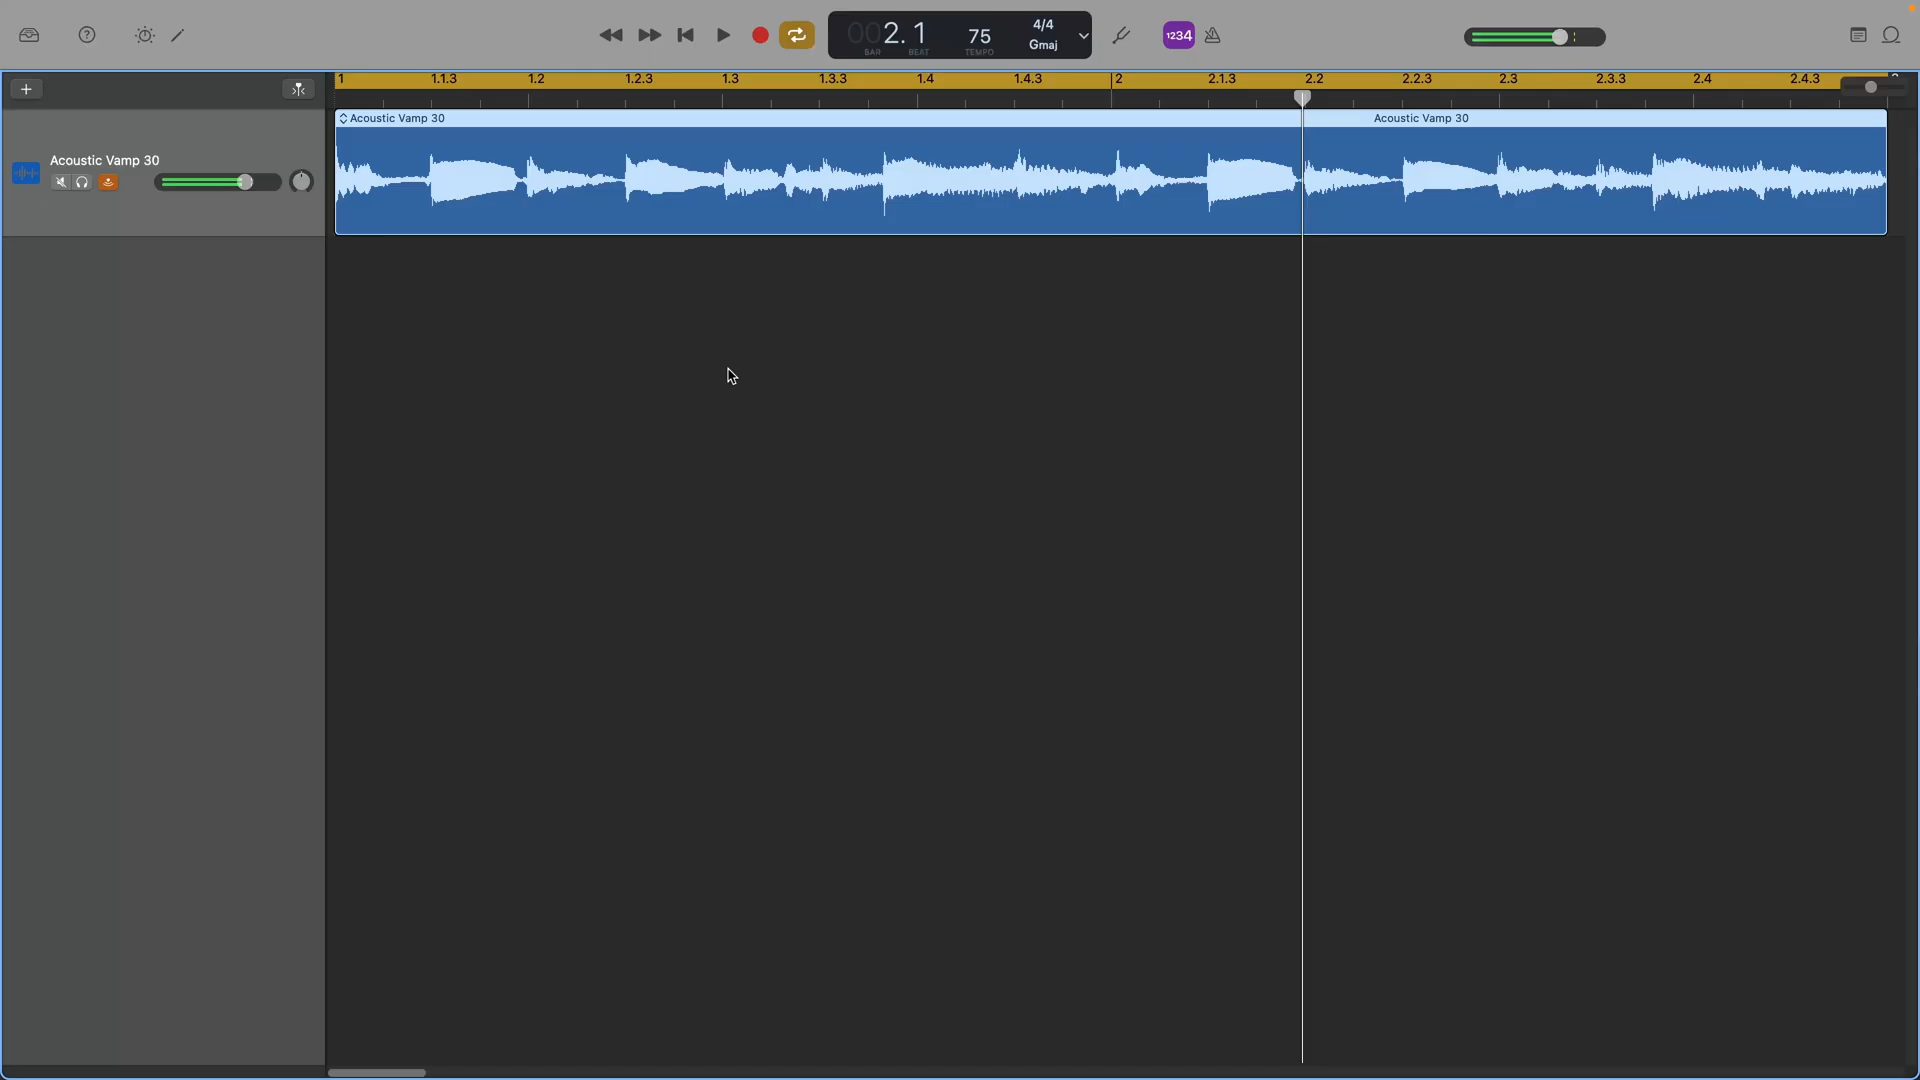 002. 1
BAR BEAT
75
TEMPO
4/4
Gmaj
1234
1 1.1.3 1.2 1.2.3 1.3 1.3.3 1.4 1.4.3 2 2.1.3 2.2 2.2.3 2.3 2.3.3 2.4 2.4.3
Acoustic Vamp 30 Acoustic Vamp 30
Acoustic Vamp 30